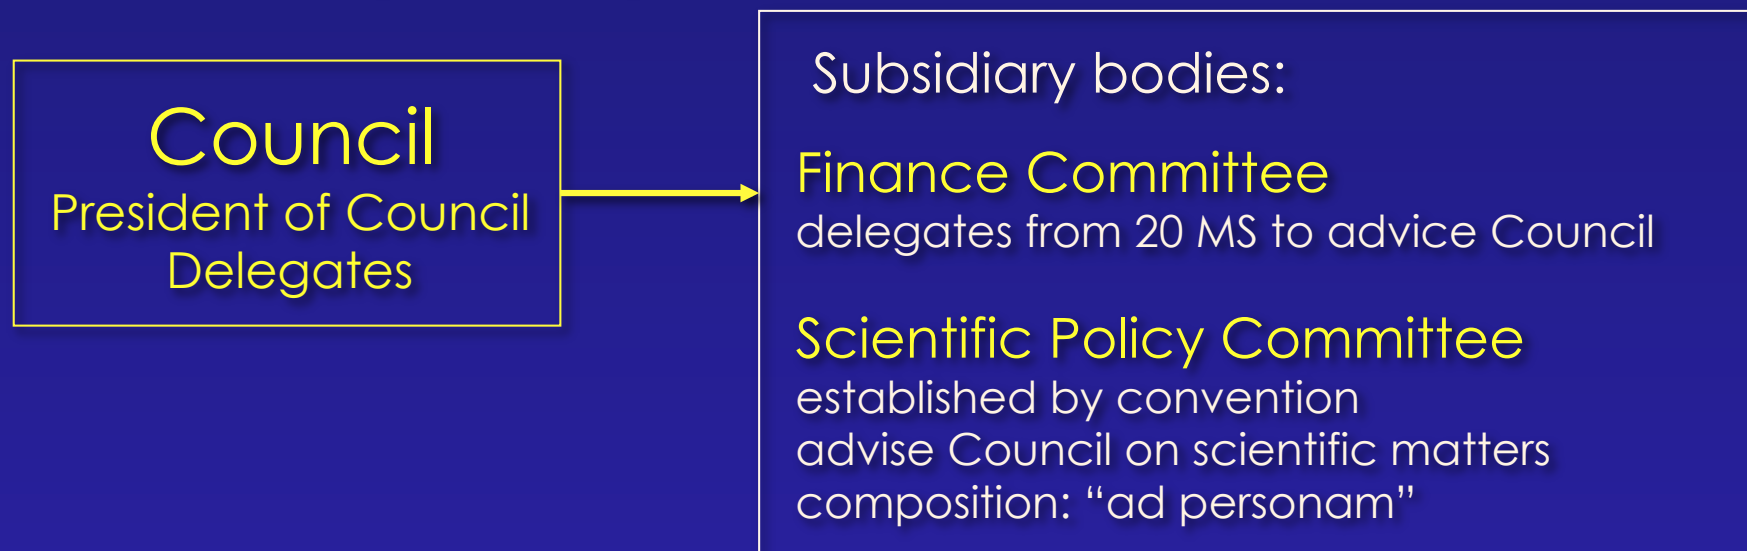 Council
President of Council
Delegates
Subsidiary bodies:
Finance Committee
delegates from 20 MS to advice Council
Scientific Policy Committee
established by convention
advise Council on scientific matters
composition: “ad personam”